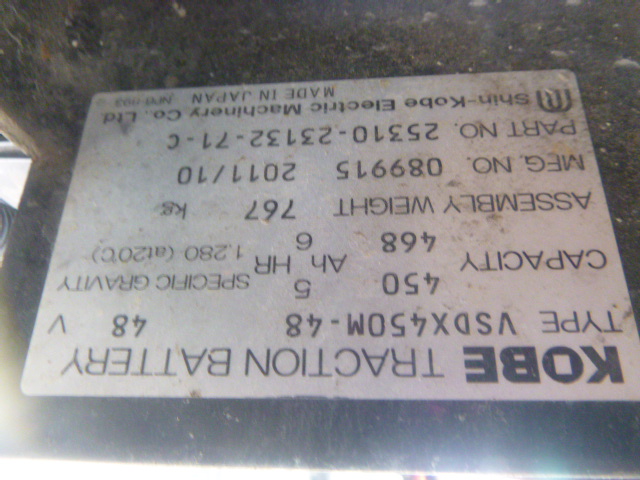 KOBE TRACTION BATTERY
TYPE VSDX450M-48 48 V
CAPACITY 450 5 Ah HR SPECIFIC GRAVITY
468 6 1.280 (at20℃)
ASSEMBLY WEIGHT 767 kg
MFG. NO. 089915 2011/10
PART NO. 25310-23132-71-C
Shin-Kobe Electric Machinery Co. Ltd
MADE IN JAPAN